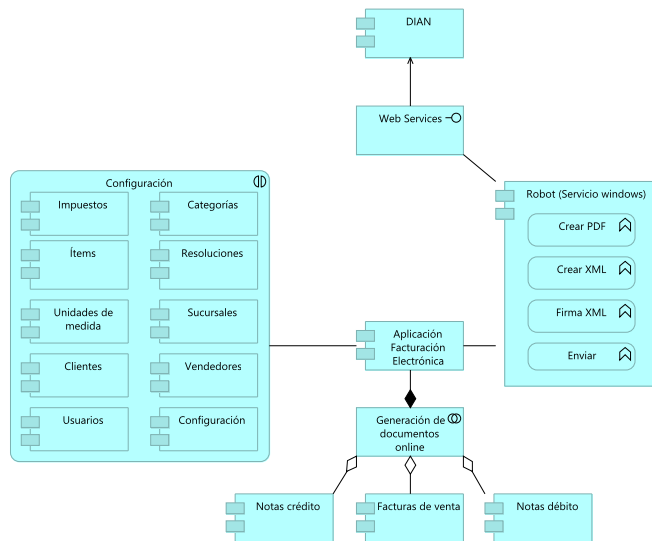 DIAN
Web Services
Configuración
Impuestos
Categorías
Ítems
Resoluciones
Unidades de
medida
Sucursales
Clientes
Vendedores
Usuarios
Configuración
Robot (Servicio windows)
Crear PDF
Crear XML
Firma XML
Enviar
Aplicación
Facturación
Electrónica
Generación de
documentos
online
Notas crédito
Facturas de venta
Notas débito